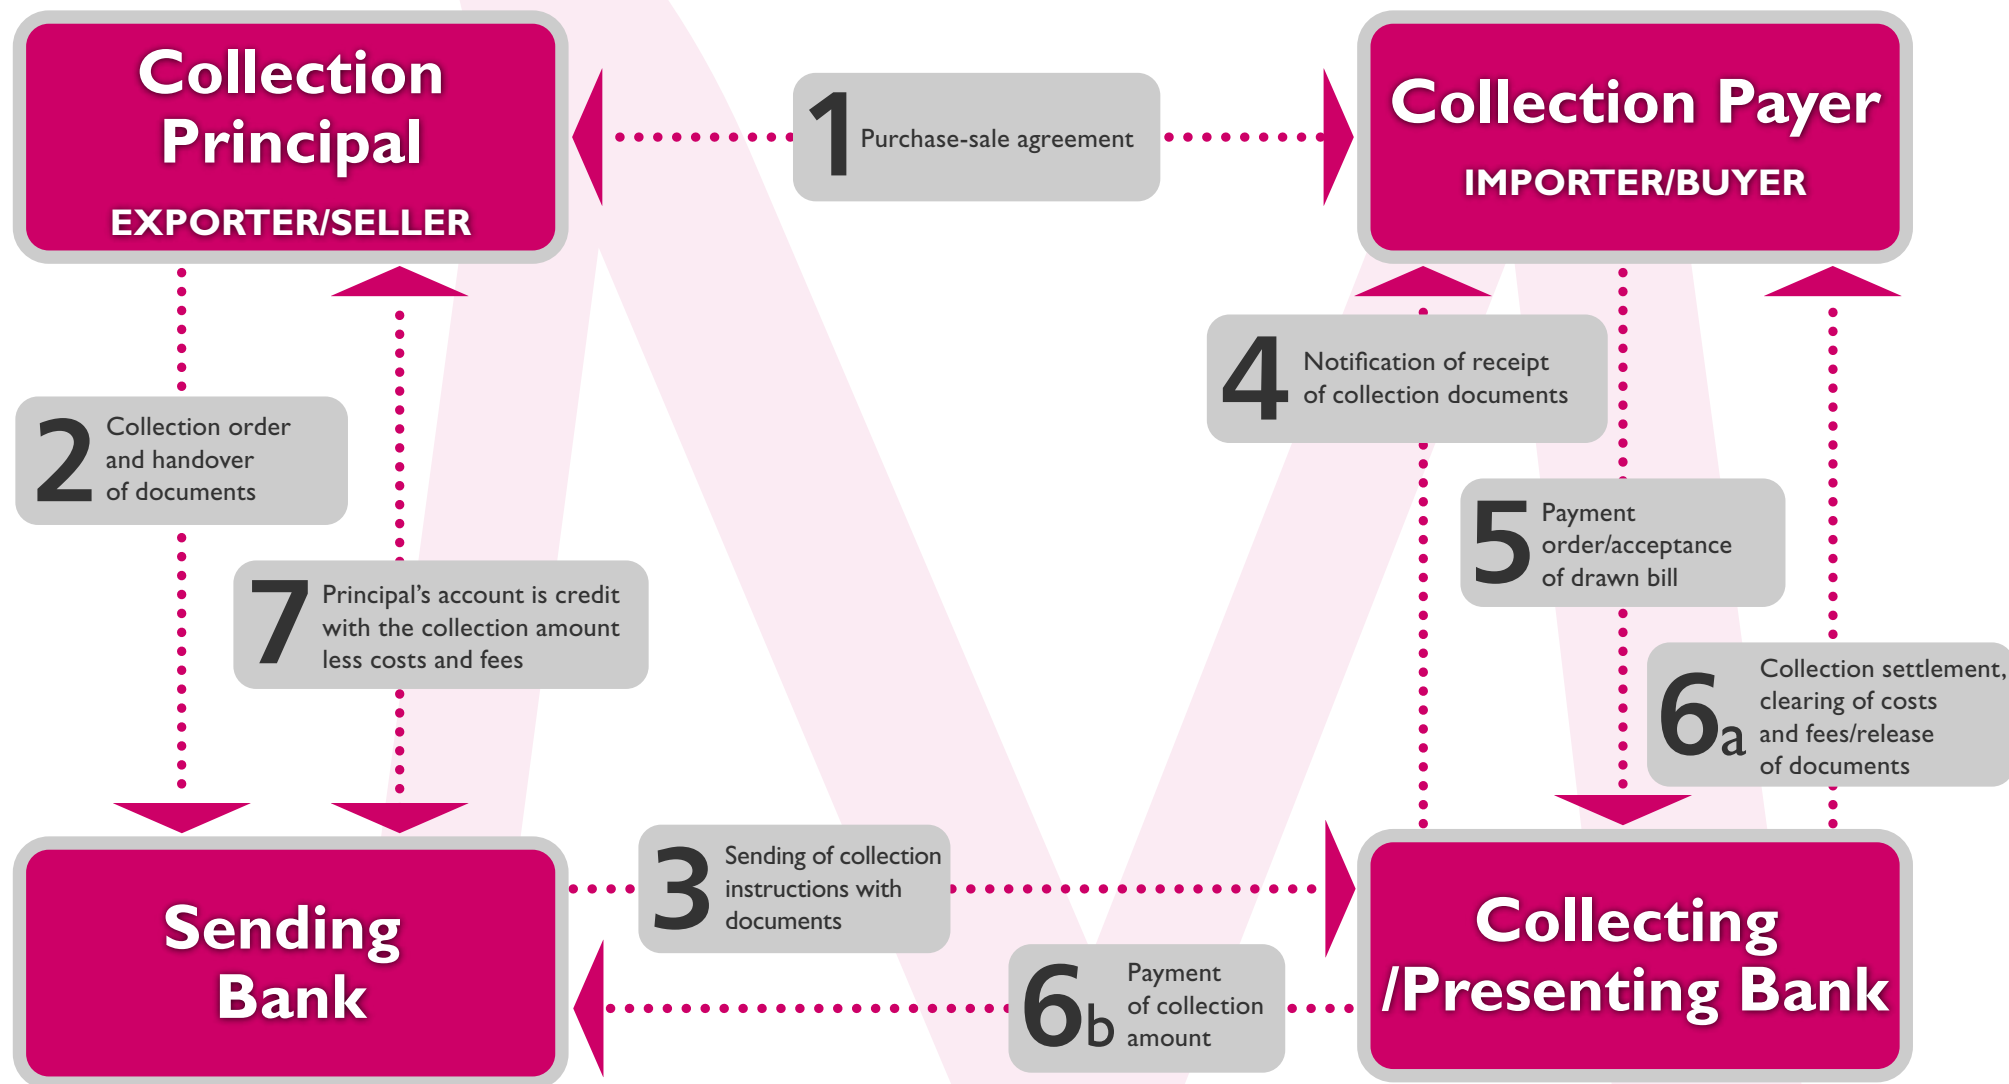 Collection
Principal
EXPORTER/SELLER
1
Purchase-sale agreement
Collection Payer
IMPORTER/BUYER
2
Collection order
and handover
of documents
7
Principal’s account is credit
with the collection amount
less costs and fees
4
Notification of receipt
of collection documents
5
Payment
order/acceptance
of drawn bill
6a
Collection settlement,
clearing of costs
and fees/release
of documents
Sending
Bank
3
Sending of collection
instructions with
documents
6b
Payment
of collection
amount
Collecting
/Presenting Bank